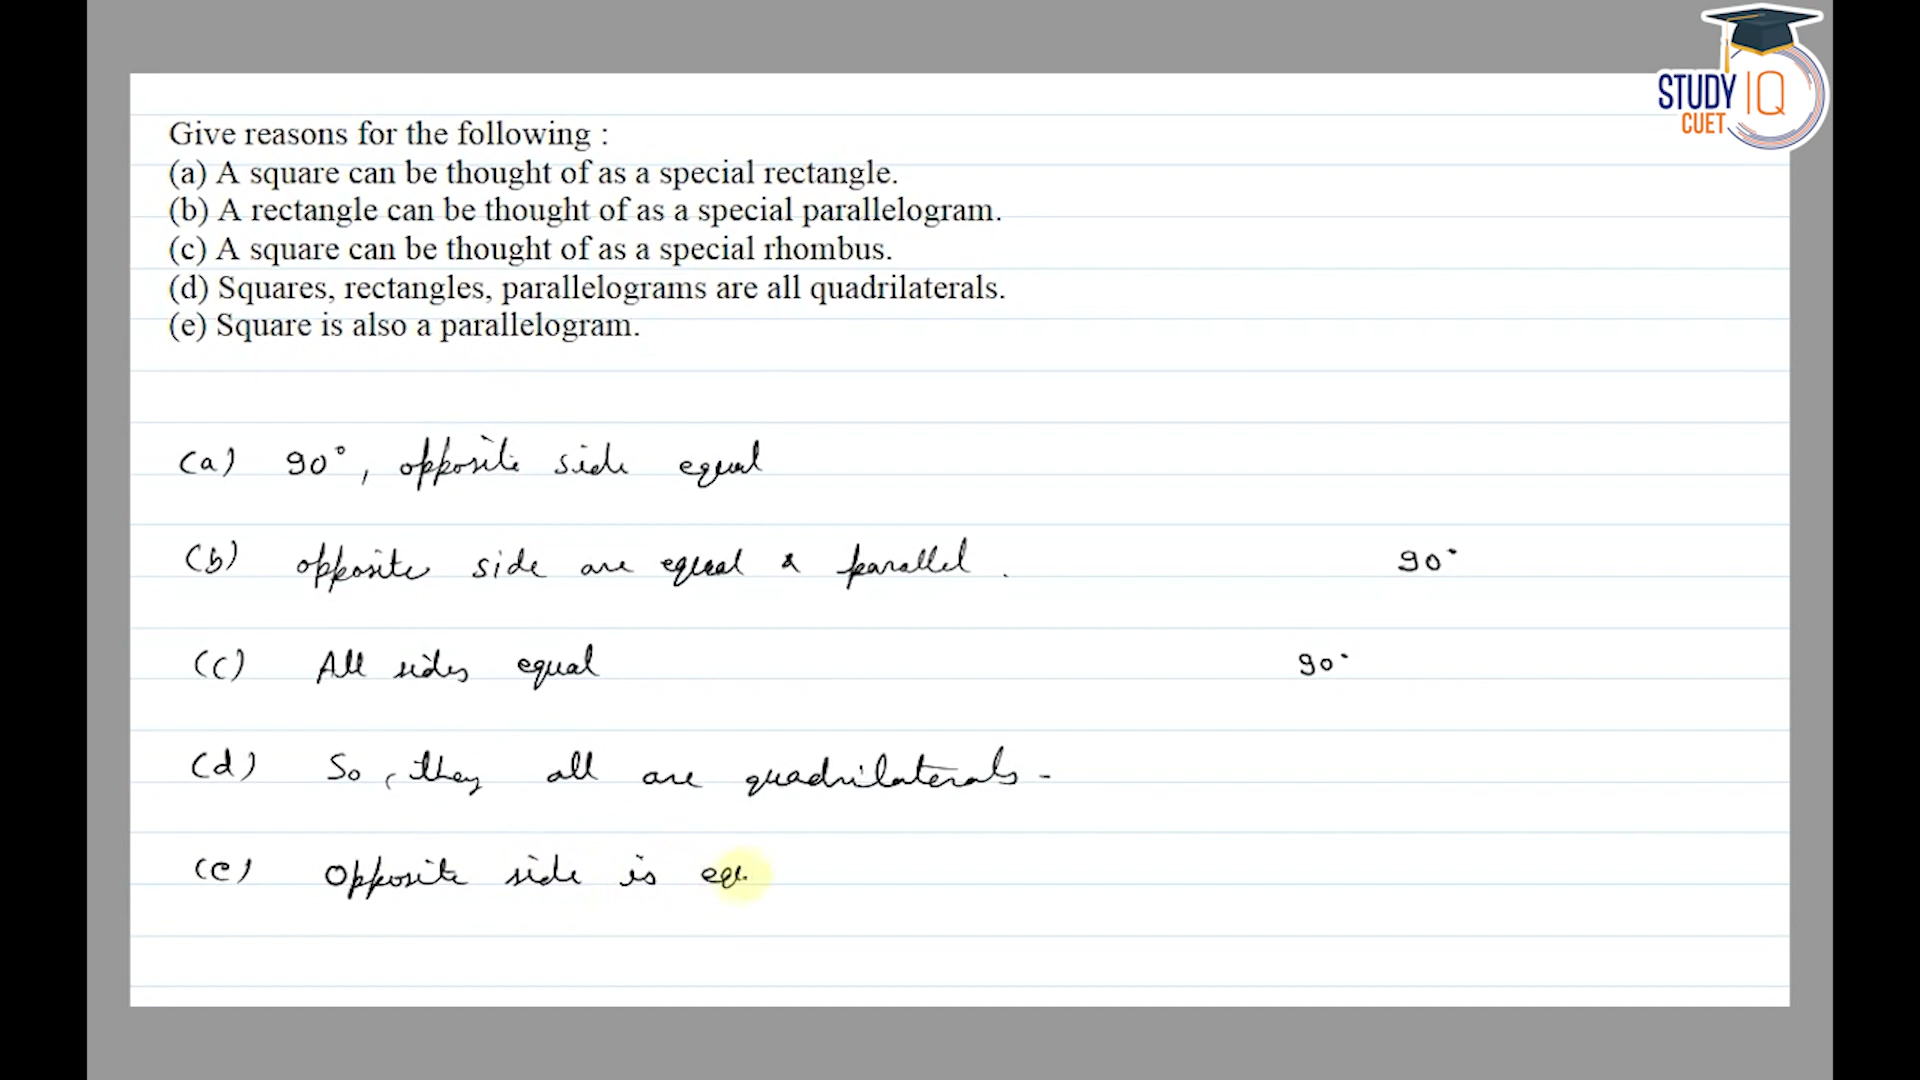 STUDY IQ
CUET
Give reasons for the following :
(a) A square can be thought of as a special rectangle.
(b) A rectangle can be thought of as a special parallelogram.
(c) A square can be thought of as a special rhombus.
(d) Squares, rectangles, parallelograms are all quadrilaterals.
(e) Square is also a parallelogram.
(a) 90°, opposite side equal
(b) opposite side are equal & parallel. 90°
(c) All sides equal 90°
(d) So, they all are quadrilaterals -
(e) Opposite side is equ